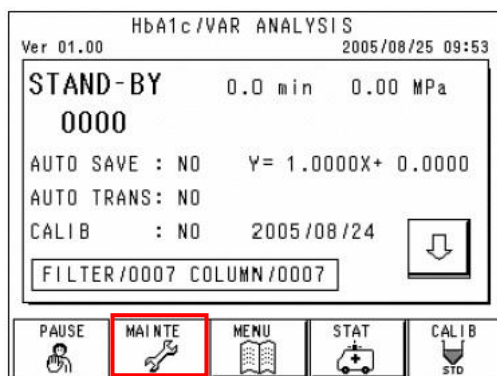 HbA1c/VAR ANALYSIS
Ver 01.00 2005/08/25 09:53
STAND-BY 0.0 min 0.00 MPa
0000
AUTO SAVE : NO Y= 1.0000X+ 0.0000
AUTO TRANS: NO
CALIB : NO 2005/08/24
FILTER/0007 COLUMN/0007
PAUSE MAINTE MENU STAT CALIB
STD